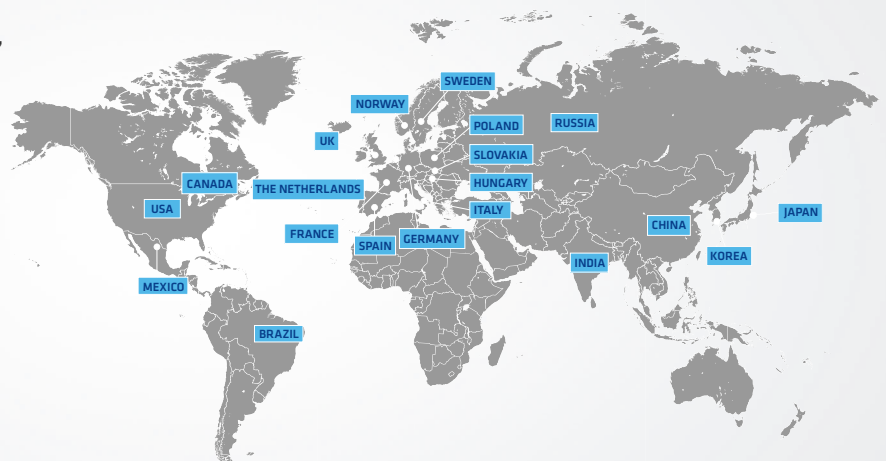 SWEDEN
NORWAY
POLAND
RUSSIA
UK
SLOVAKIA
CANADA
THE NETHERLANDS
HUNGARY
USA
ITALY
JAPAN
CHINA
FRANCE
SPAIN
GERMANY
KOREA
INDIA
MEXICO
BRAZIL